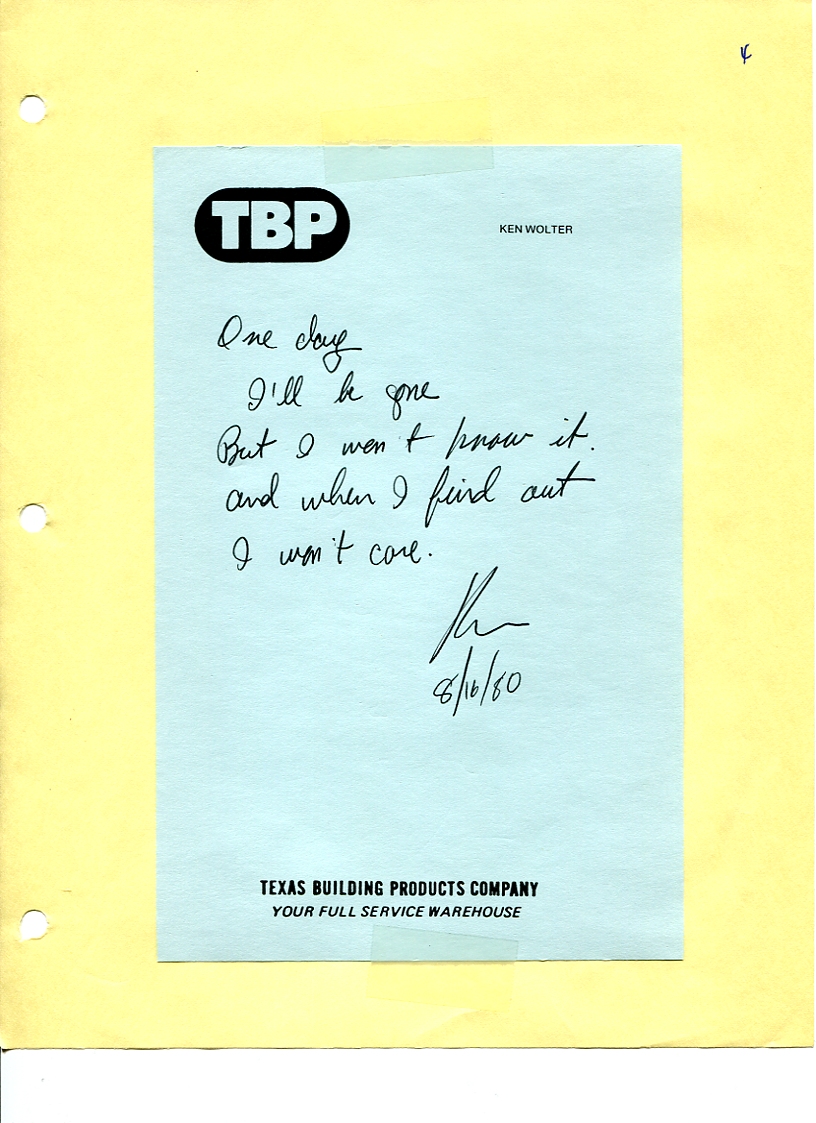 TBP
KEN WOLTER
One day
I'll be gone
But I won't know it.
and when I find out
I won't care.
Ken
8/16/80
TEXAS BUILDING PRODUCTS COMPANY
YOUR FULL SERVICE WAREHOUSE